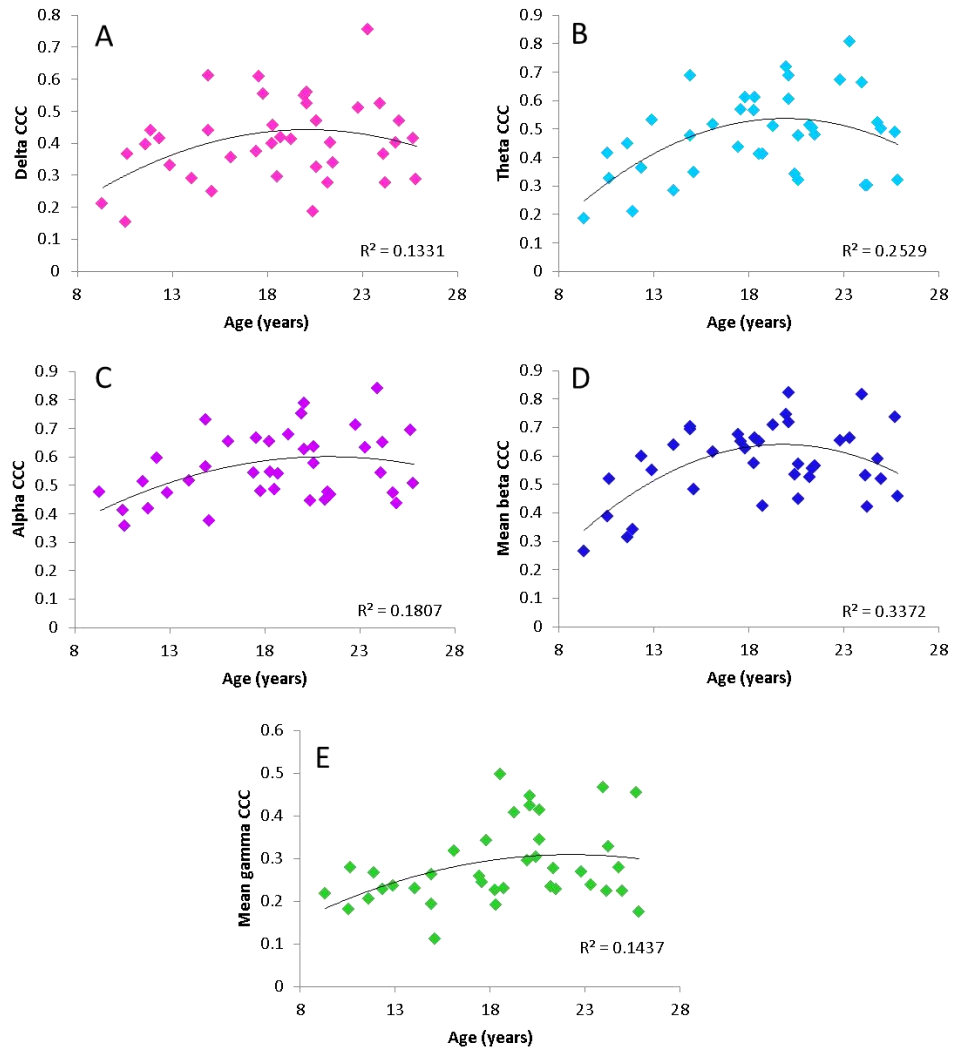 A
Delta CCC
0.8
0.7
0.6
0.5
0.4
0.3
0.2
0.1
0
R² = 0.1331
8 13 18 23 28
Age (years)
B
Theta CCC
0.9
0.8
0.7
0.6
0.5
0.4
0.3
0.2
0.1
0
R² = 0.2529
8 13 18 23 28
Age (years)
C
Alpha CCC
0.9
0.8
0.7
0.6
0.5
0.4
0.3
0.2
0.1
0
R² = 0.1807
8 13 18 23 28
Age (years)
D
Mean beta CCC
0.9
0.8
0.7
0.6
0.5
0.4
0.3
0.2
0.1
0
R² = 0.3372
8 13 18 23 28
Age (years)
E
Mean gamma CCC
0.6
0.5
0.4
0.3
0.2
0.1
0
R² = 0.1437
8 13 18 23 28
Age (years)